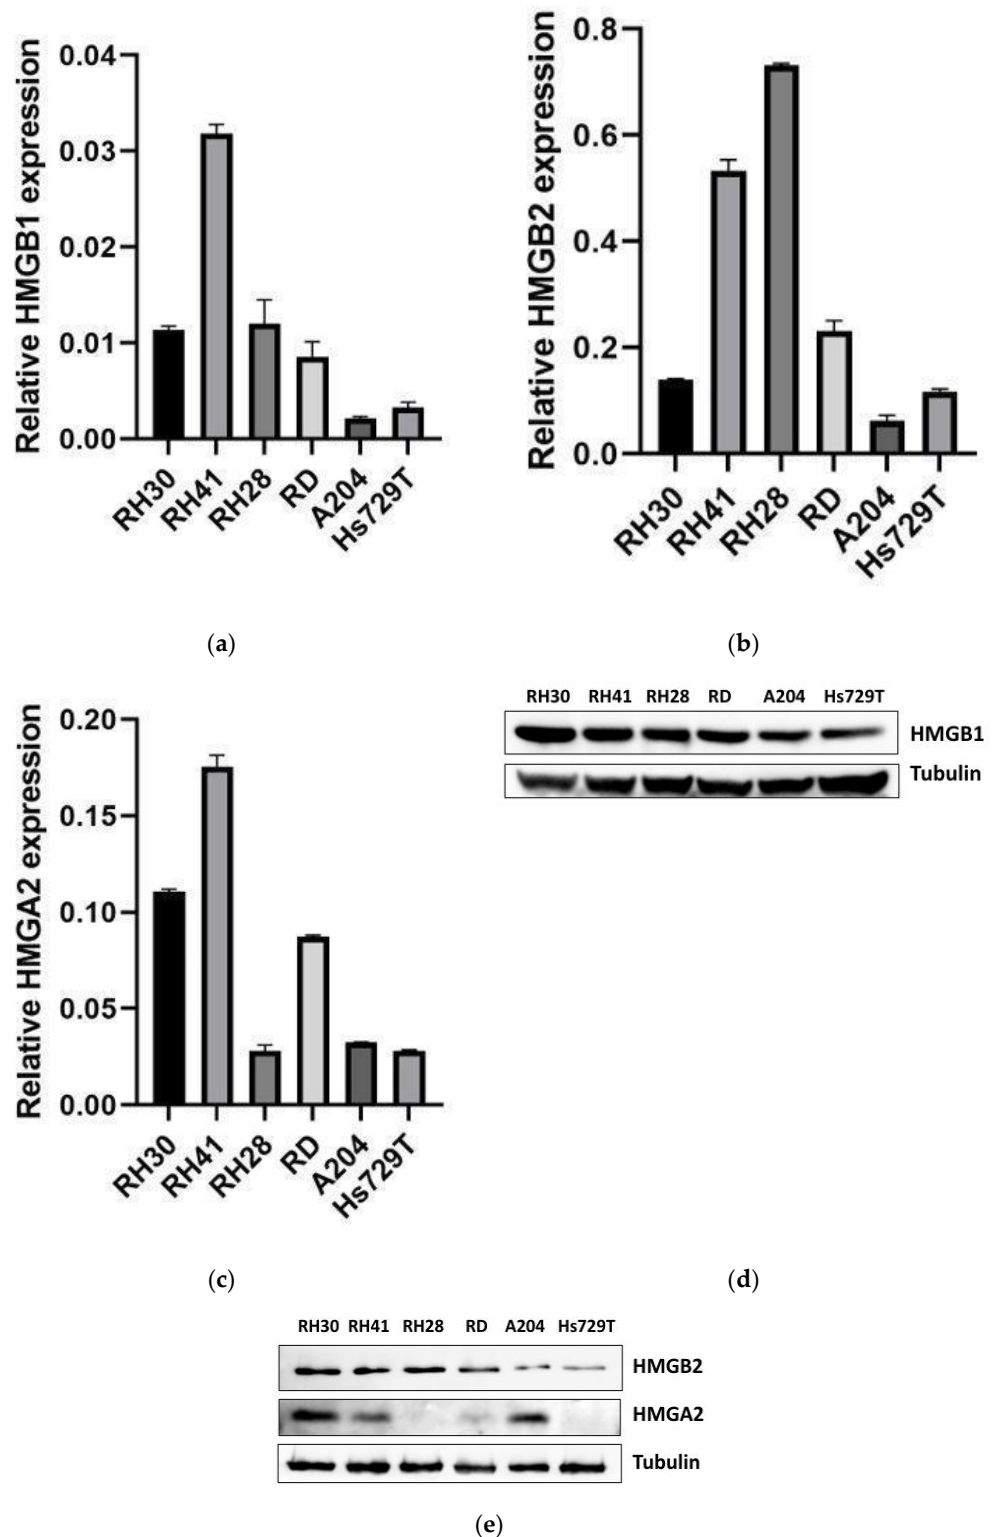 Relative HMGB1 expression
0.04
0.03
0.02
0.01
0.00
RH30
RH41
RH28
RD
A204
Hs729T
(a)
Relative HMGB2 expression
0.8
0.6
0.4
0.2
0.0
RH30
RH41
RH28
RD
A204
Hs729T
(b)
Relative HMGA2 expression
0.20
0.15
0.10
0.05
0.00
RH30
RH41
RH28
RD
A204
Hs729T
(c)
RH30 RH41 RH28 RD A204 Hs729T
HMGB1
Tubulin
(d)
RH30 RH41 RH28 RD A204 Hs729T
HMGB2
HMGA2
Tubulin
(e)